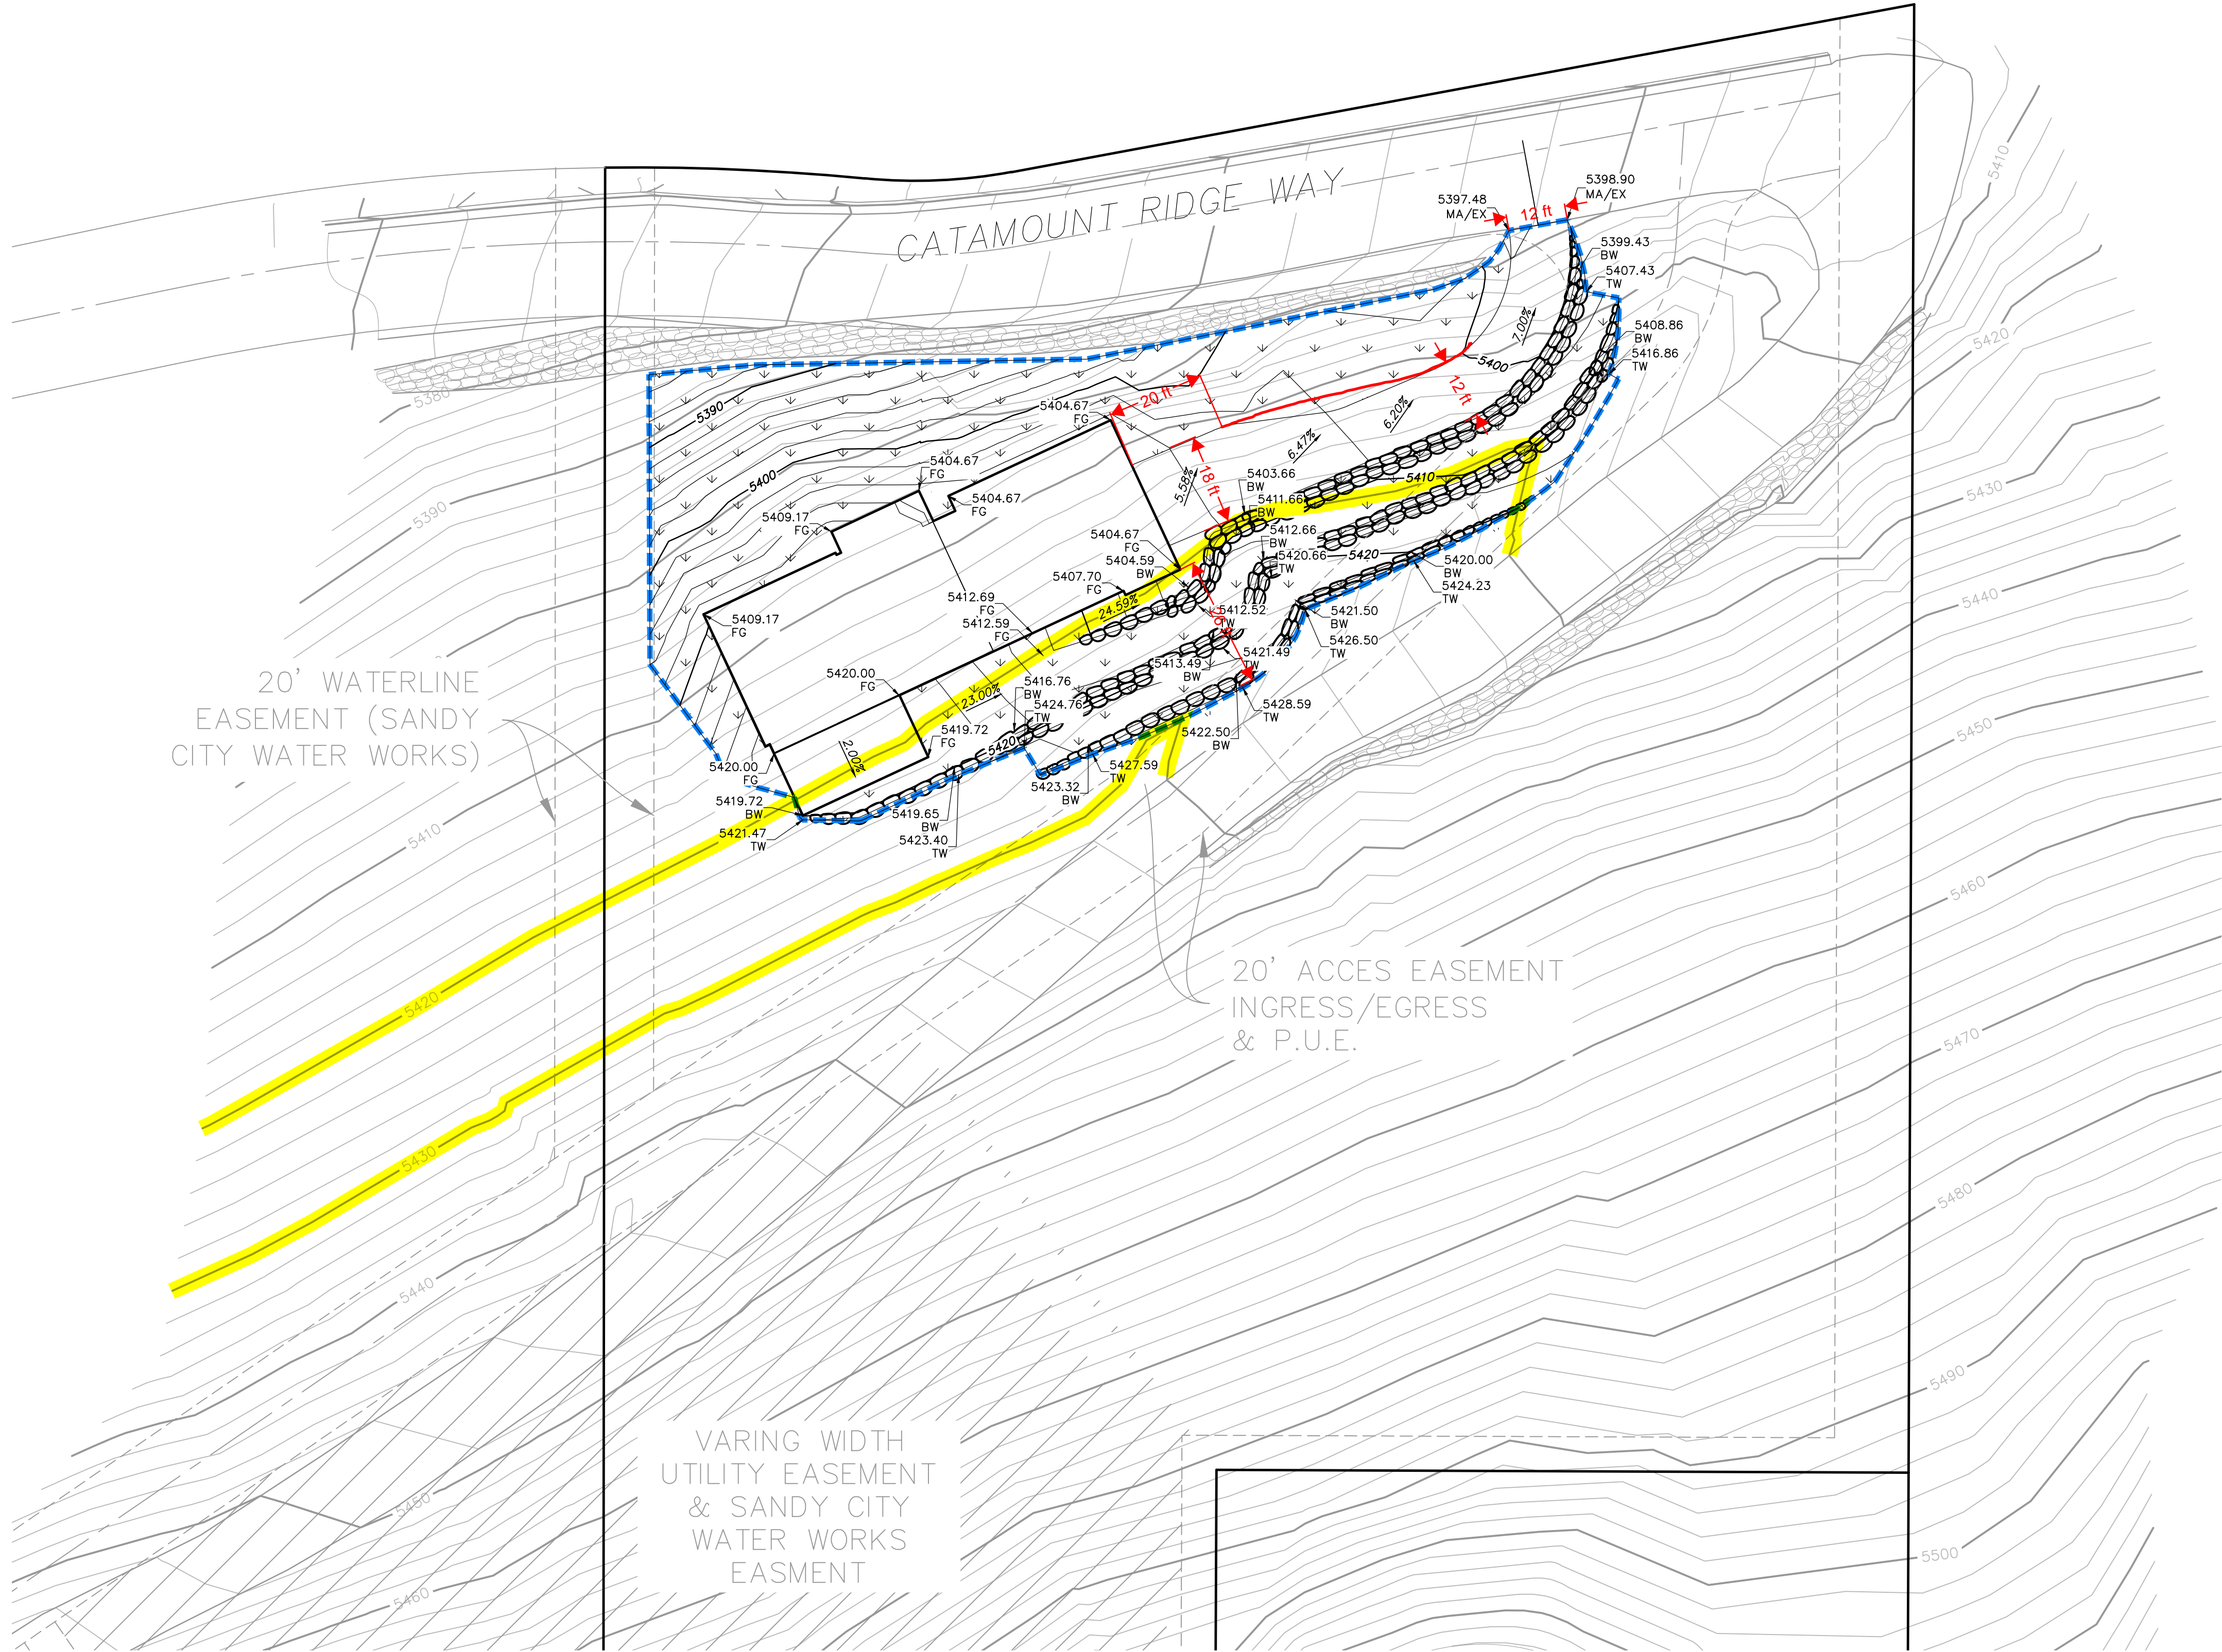 5410
5398.90
MA/EX
5397.48
MA/EX
12 ft
CATAMOUNT RIDGE WAY
5399.43
BW
5407.43
TW
7.00%
5408.86
BW
5416.86
TW
5420
5400
12 ft
5380
20 ft
5390
5404.67
FG
6.20%
6.47%
5404.67
FG
5400
5404.67
FG
18 ft
5.58%
5403.66
BW
5410
5411.66
BW
5430
5390
5409.17
FG
5412.66
BW
5404.67
FG
5420.66
TW
5420
5404.59
BW
5420.00
BW
5407.70
FG
5424.23
TW
5412.69
FG
24.59%
5412.52
TW
5421.50
BW
5440
5409.17
FG
5412.59
FG
5426.50
TW
5421.49
TW
5413.49
BW
20' WATERLINE
EASEMENT (SANDY
CITY WATER WORKS)
5420.00
FG
23.00%
5416.76
BW
5424.76
TW
5428.59
TW
5422.50
BW
5450
5419.72
FG
5420
2.00%
5420.00
FG
5427.59
TW
5423.32
BW
5419.72
BW
5421.47
TW
5419.65
BW
5423.40
TW
5410
5460
20' ACCES EASEMENT
INGRESS/EGRESS
& P.U.E.
5420
5470
5430
5480
5440
5490
VARING WIDTH
UTILITY EASEMENT
& SANDY CITY
WATER WORKS
EASMENT
5450
5500
5460